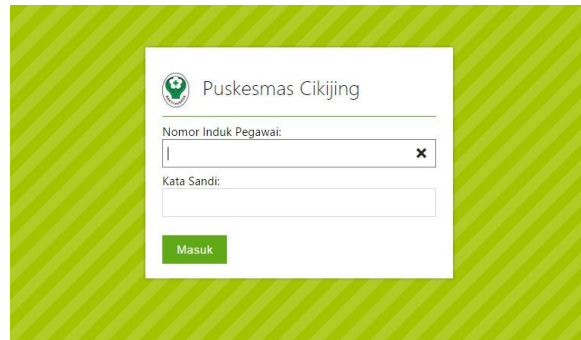 Puskesmas Cikijing
Nomor Induk Pegawai:
Kata Sandi:
Masuk